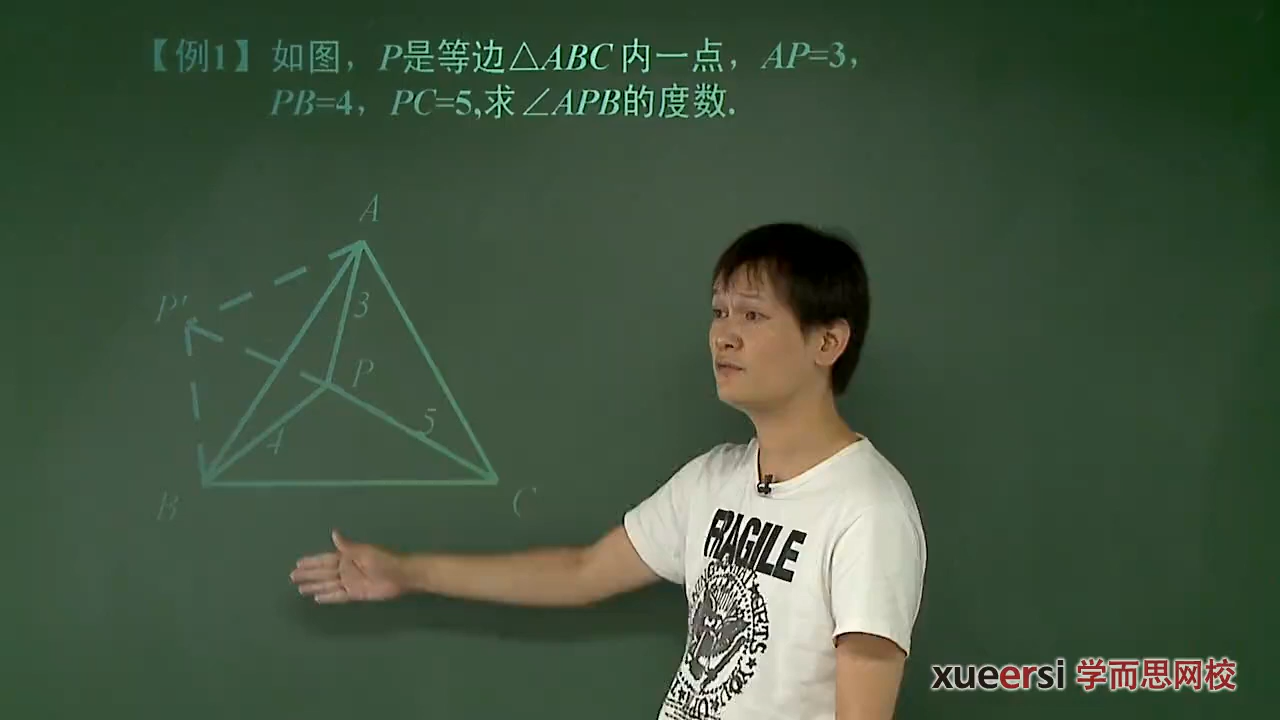 【例1】如图，P是等边△ABC内一点，AP=3，
PB=4，PC=5,求∠APB的度数.
A
P'
3
P
5
4
B
C
FRAGILE
xueersi 学而思网校